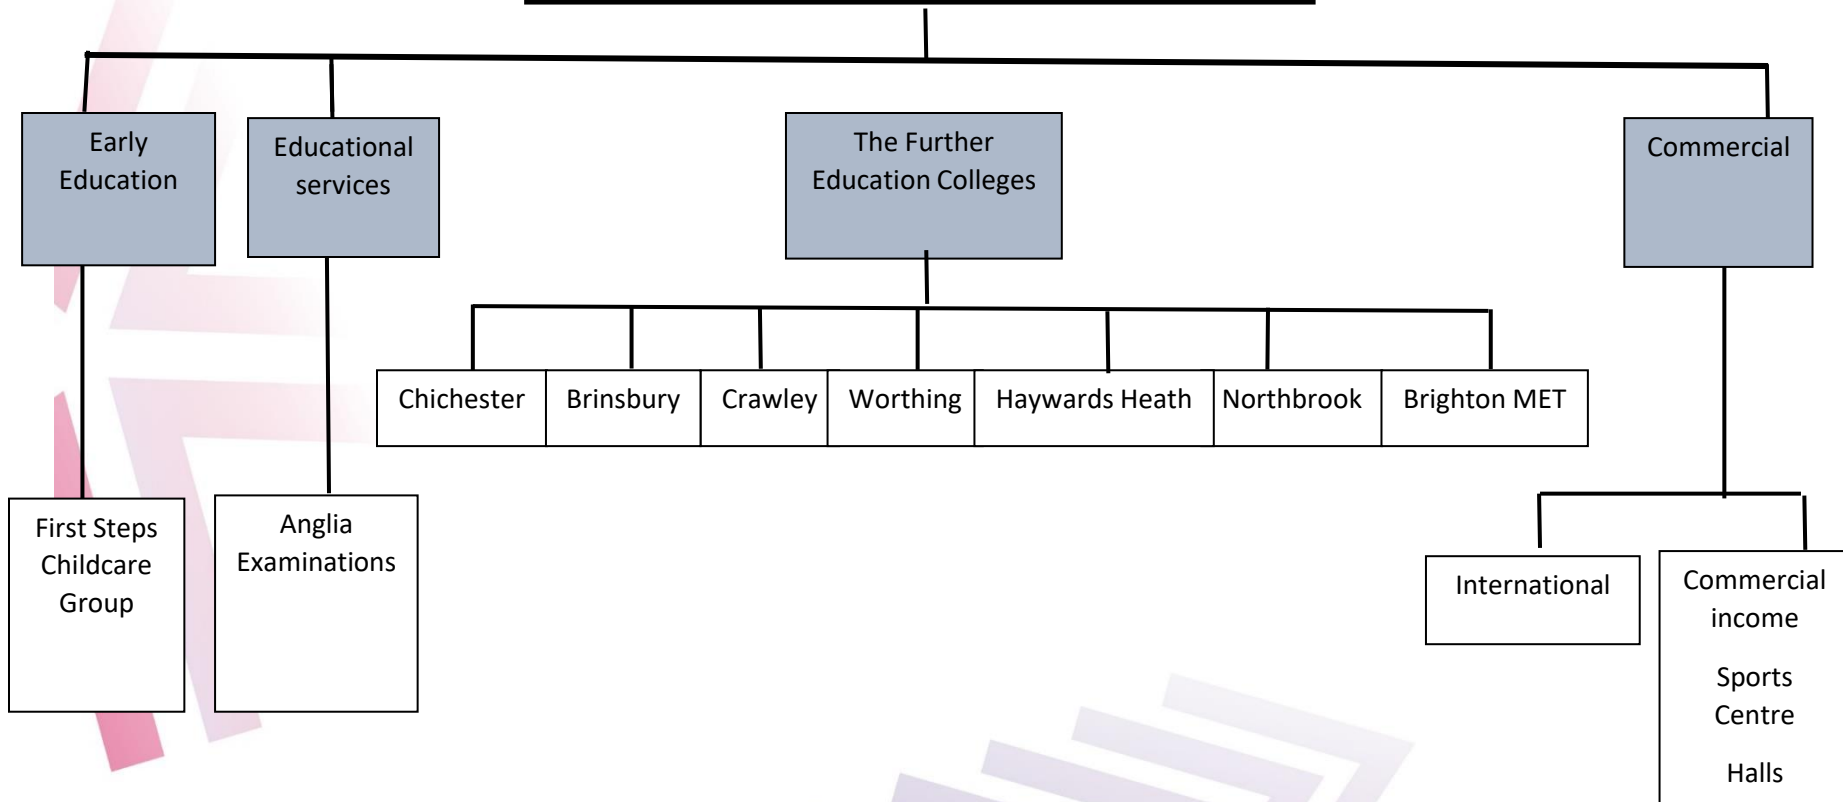 Early
Education
Educational
services
The Further
Education Colleges
Commercial
Chichester
Brinsbury
Crawley
Worthing
Haywards Heath
Northbrook
Brighton MET
First Steps
Childcare
Group
Anglia
Examinations
International
Commercial
income
Sports
Centre
Halls